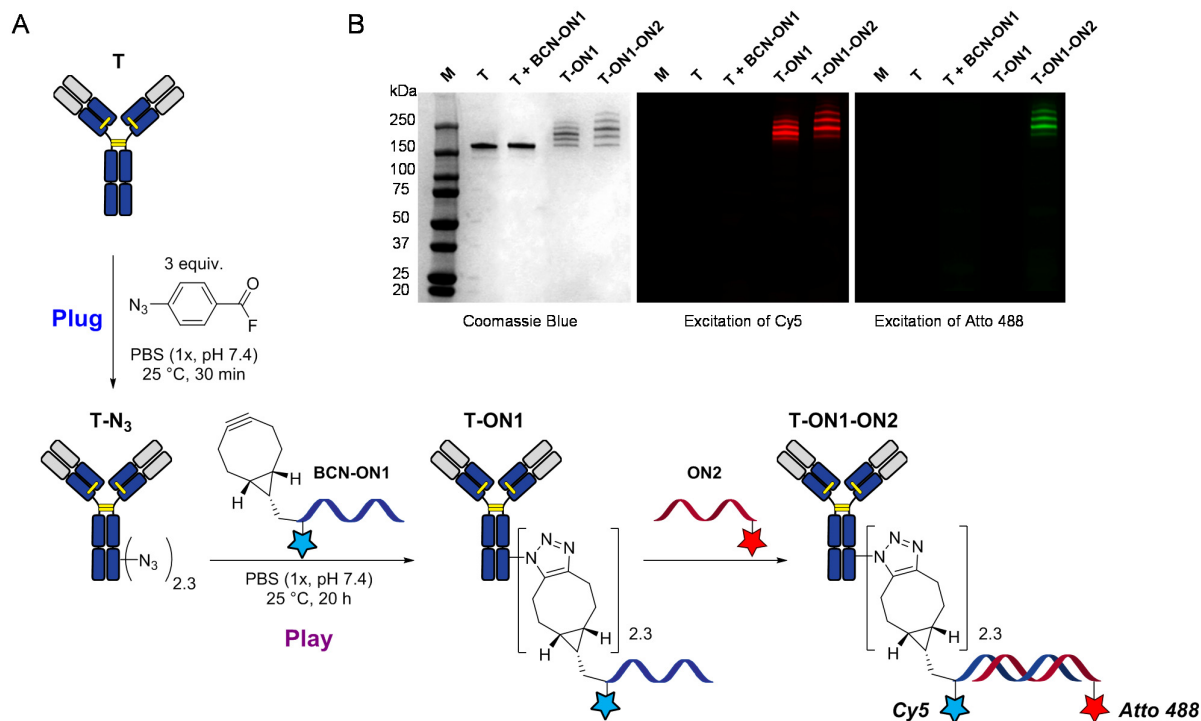 A
T
3 equiv.
N3
O
F
Plug
PBS (1x, pH 7.4)
25 °C, 30 min
B
M
T
T + BCN-ON1
T-ON1
T-ON1-ON2
M
T
T + BCN-ON1
T-ON1
T-ON1-ON2
M
T
T + BCN-ON1
T-ON1
T-ON1-ON2
kDa
250
150
100
75
50
37
25
20
Coomassie Blue
Excitation of Cy5
Excitation of Atto 488
T-N3
N3
2.3
H
H
BCN-ON1
PBS (1x, pH 7.4)
25 °C, 20 h
Play
T-ON1
N
N
N
H
H
2.3
ON2
T-ON1-ON2
N
N
N
H
H
2.3
Cy5
Atto 488